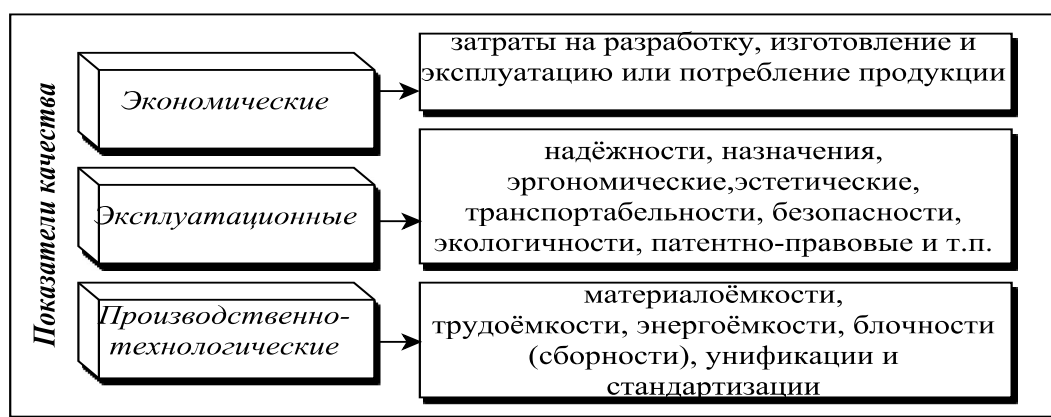 Показатели качества
Экономические
затраты на разработку, изготовление и
эксплуатацию или потребление продукции
Эксплуатационные
надёжности, назначения,
эргономические,эстетические,
транспортабельности, безопасности,
экологичности, патентно-правовые и т.п.
Производственно-
технологические
материалоёмкости,
трудоёмкости, энергоёмкости, блочности
(сборности), унификации и
стандартизации